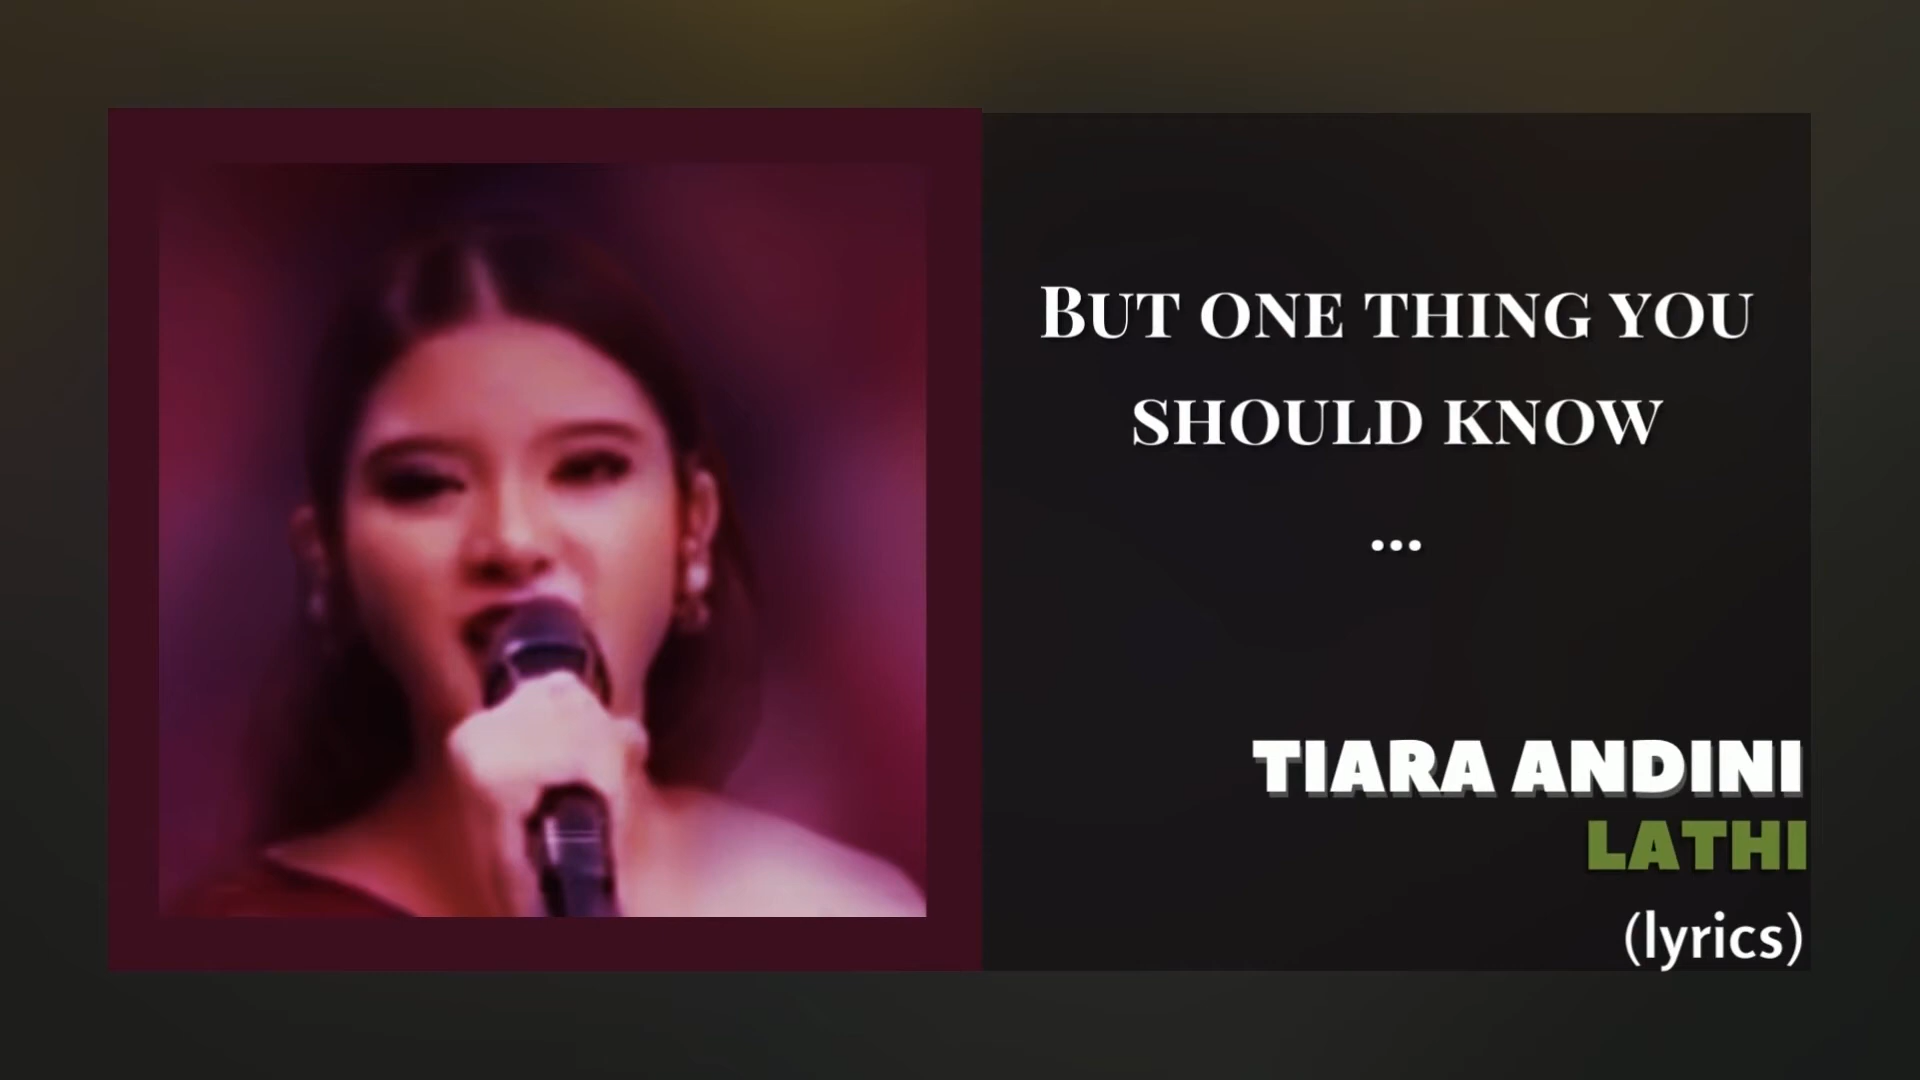 But one thing you
should know
...
TIARA ANDINI
LATHI
(lyrics)